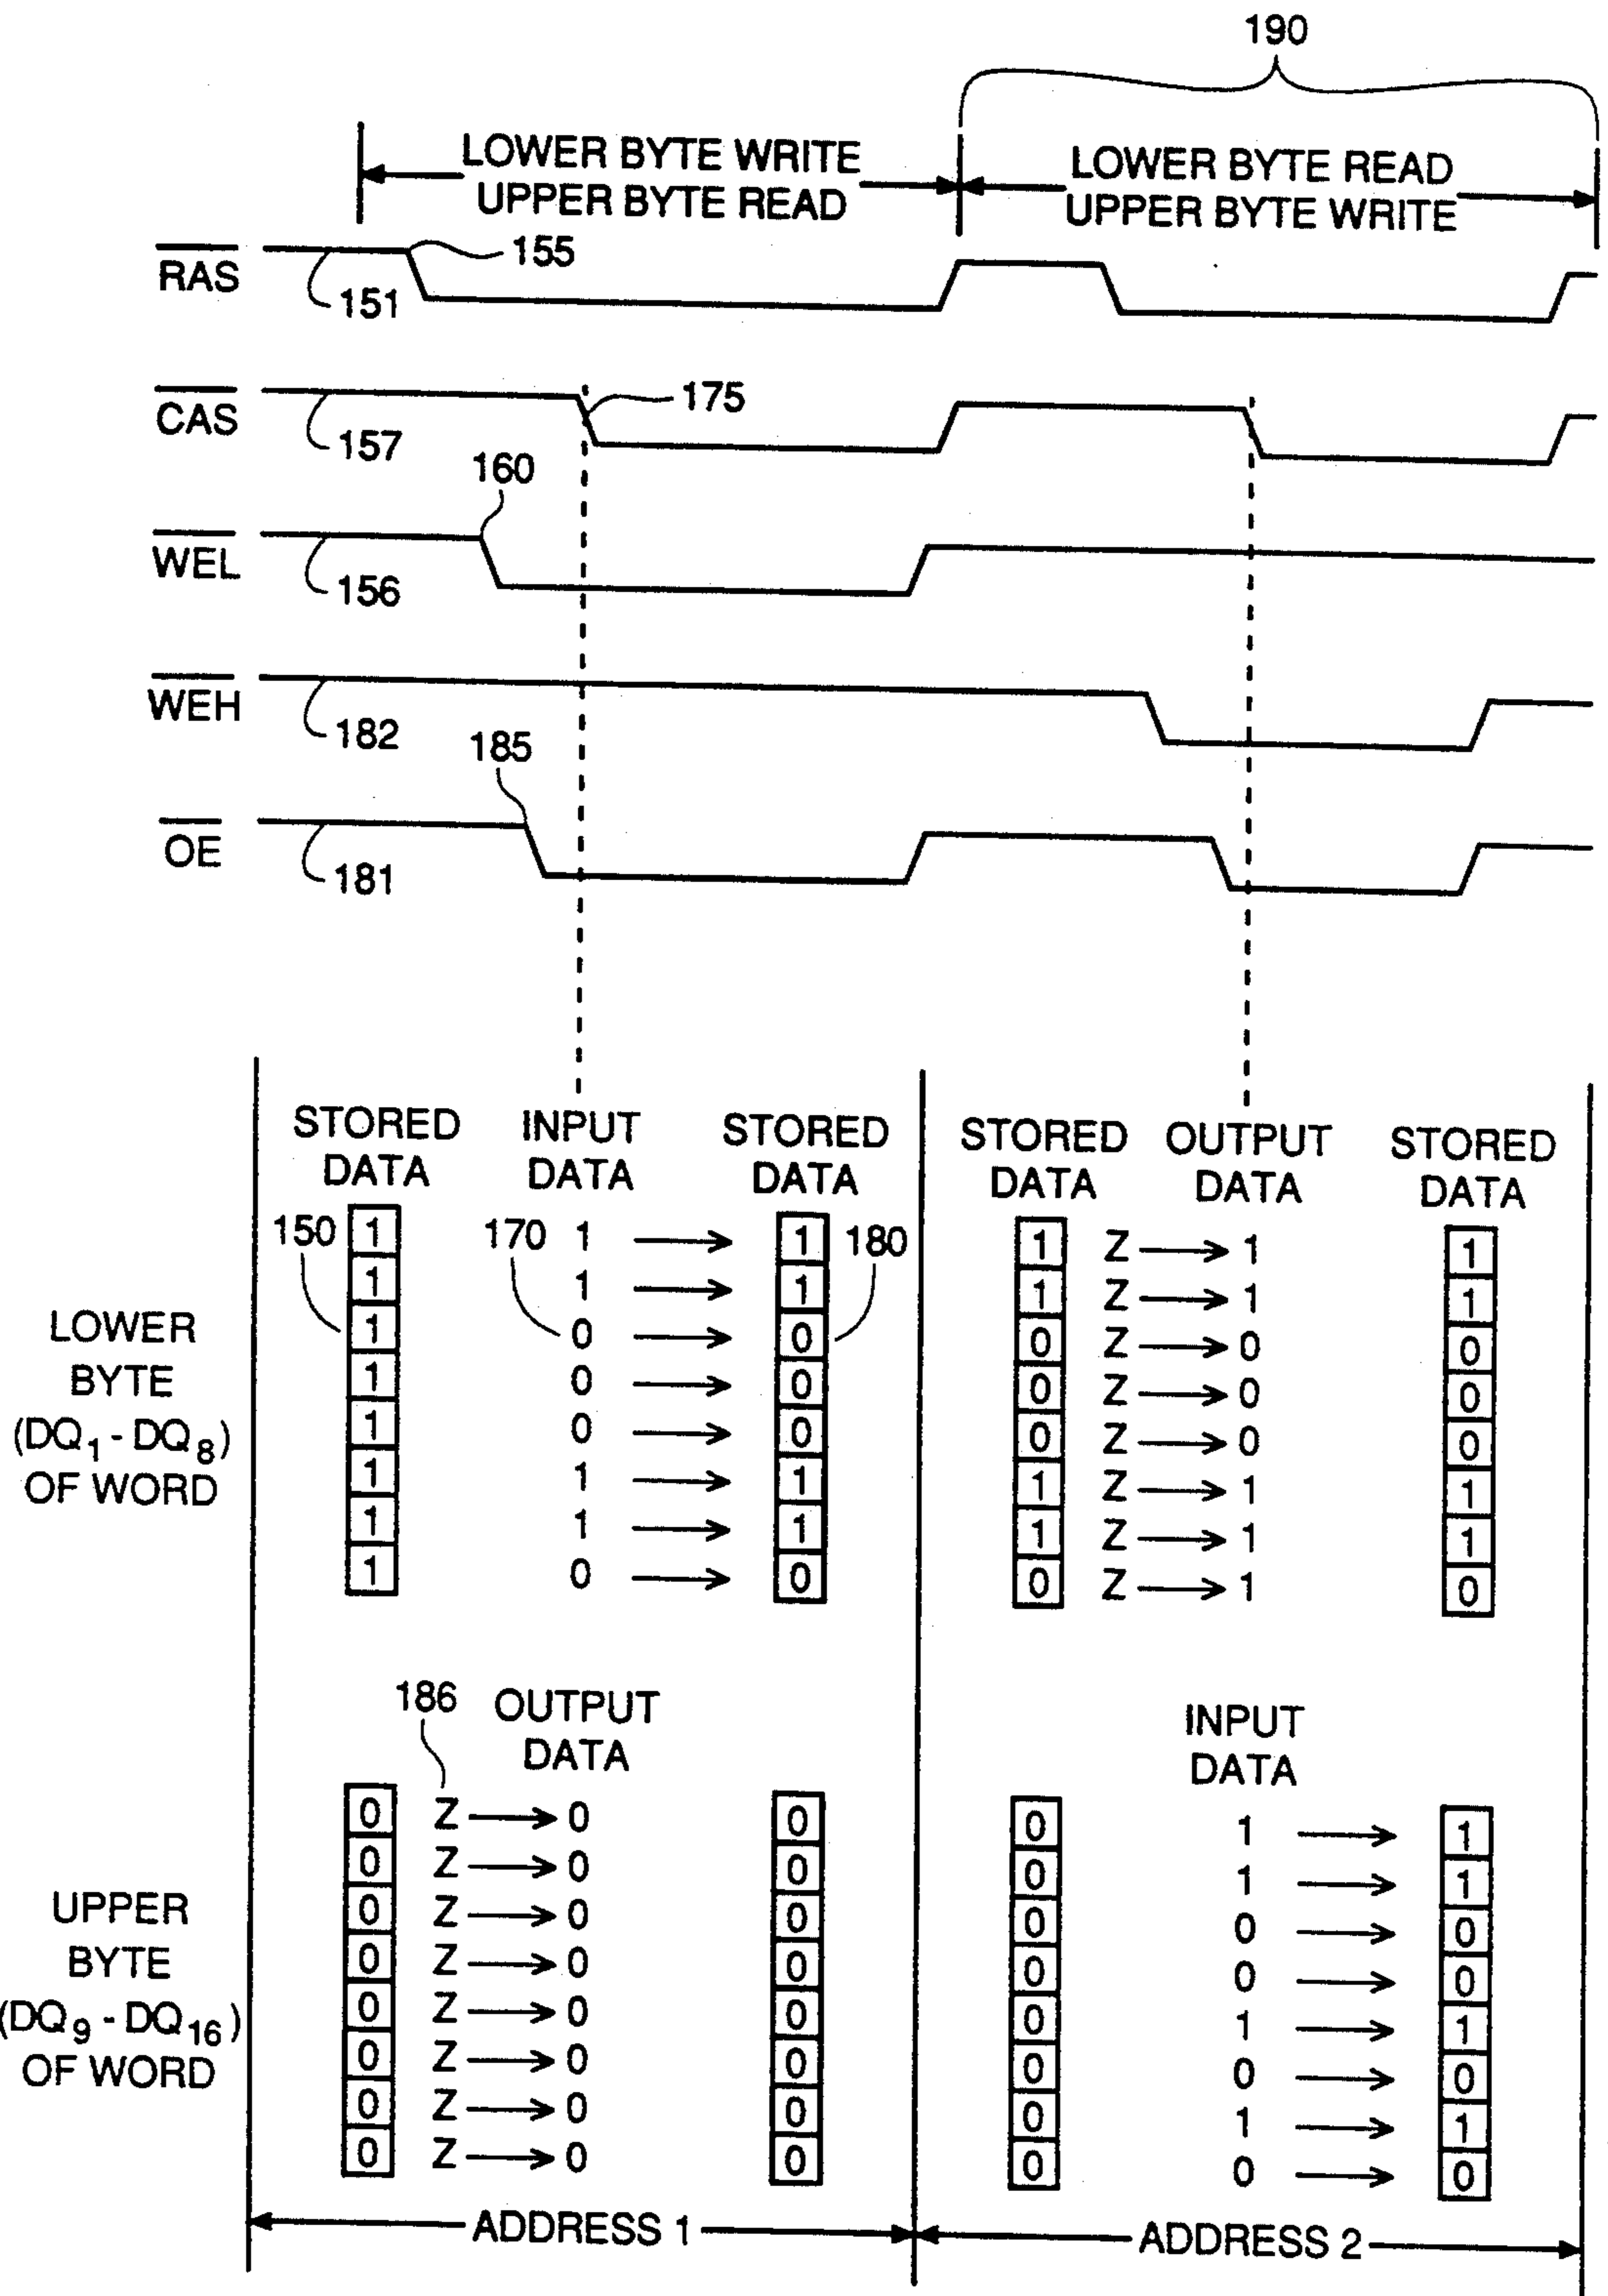 190
LOWER BYTE WRITE
UPPER BYTE READ
LOWER BYTE READ
UPPER BYTE WRITE
RAS
151
155
CAS
157
175
WEL
156
160
WEH
182
OE
181
185
STORED DATA INPUT DATA STORED DATA STORED DATA OUTPUT DATA STORED DATA
LOWER
BYTE
(DQ1 - DQ8)
OF WORD
150 1 170 1 1 180 1 Z 1 1
1 1 1 1 Z 1 1
1 0 0 0 Z 0 0
1 0 0 0 Z 0 0
1 0 0 0 Z 0 0
1 1 1 1 Z 1 1
1 1 1 1 Z 1 1
1 0 0 0 Z 1 0
186 OUTPUT DATA INPUT DATA
UPPER
BYTE
(DQ9 - DQ16)
OF WORD
0 Z 0 0 0 1 1
0 Z 0 0 0 1 1
0 Z 0 0 0 0 0
0 Z 0 0 0 0 0
0 Z 0 0 0 1 1
0 Z 0 0 0 0 0
0 Z 0 0 0 1 1
0 Z 0 0 0 0 0
ADDRESS 1 ADDRESS 2